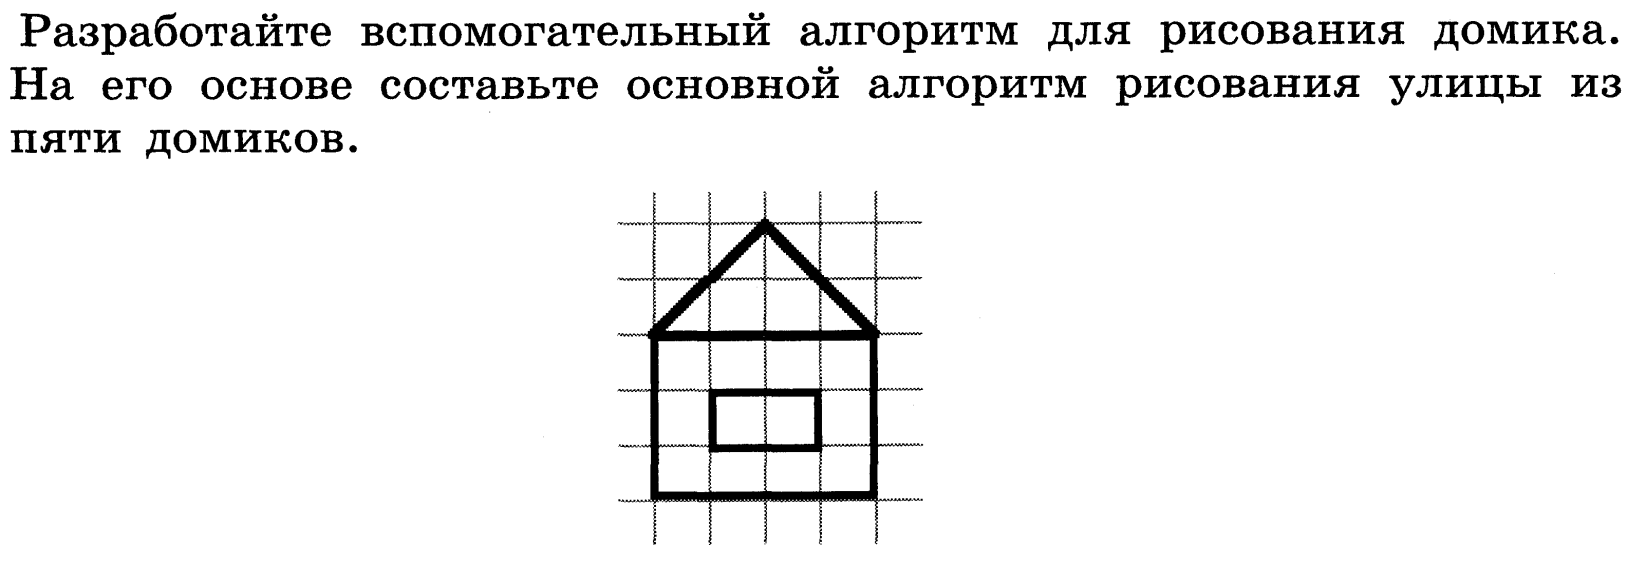 Разработайте вспомогательный алгоритм для рисования домика.
На его основе составьте основной алгоритм рисования улицы из
пяти домиков.